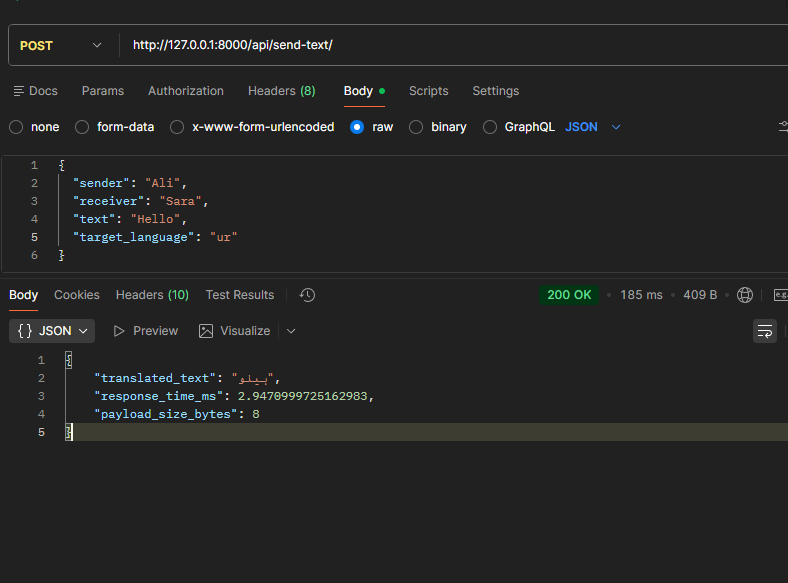 POST http://127.0.0.1:8000/api/send-text/
Docs Params Authorization Headers (8) Body Scripts Settings
none form-data x-www-form-urlencoded raw binary GraphQL JSON
1 {
2 "sender": "Ali",
3 "receiver": "Sara",
4 "text": "Hello",
5 "target_language": "ur"
6 }
Body Cookies Headers (10) Test Results 200 OK • 185 ms • 409 B • e.g.
{} JSON Preview Visualize
1 {
2 "translated_text": "ہیلو",
3 "response_time_ms": 2.9470999725162983,
4 "payload_size_bytes": 8
5 }